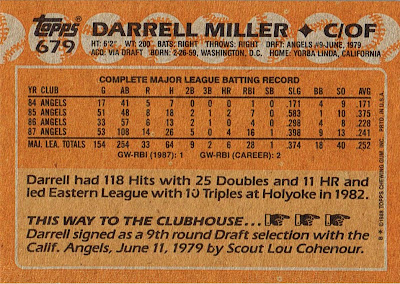 Topps
679
DARRELL MILLER ♦ C/OF
HT: 6'2" WT: 200 BATS: RIGHT THROWS: RIGHT DRAFT: ANGELS #9-JUNE, 1979
ACQ: VIA DRAFT BORN: 2-26-59, WASHINGTON, D.C. HOME: YORBA LINDA, CALIFORNIA
COMPLETE MAJOR LEAGUE BATTING RECORD
YR CLUB G AB R H 2B 3B HR RBI SB SLG BB SO AVG
84 ANGELS 17 41 5 7 0 0 0 1 0 .171 4 9 .171
85 ANGELS 51 48 8 18 2 1 2 7 0 .583 1 10 .375
86 ANGELS 33 57 6 13 2 1 0 4 0 .298 4 8 .228
87 ANGELS 53 108 14 26 5 0 4 16 1 .398 9 13 .241
MAJ. LEA. TOTALS 154 254 33 64 9 2 6 28 1 .374 18 40 .252
GW-RBI (1987): 1 GW-RBI (CAREER): 2
Darrell had 118 Hits with 25 Doubles and 11 HR and
led Eastern League with 10 Triples at Holyoke in 1982.
THIS WAY TO THE CLUBHOUSE...
Darrell signed as a 9th round Draft selection with the
Calif. Angels, June 11, 1979 by Scout Lou Cohenour.
© 1988 TOPPS CHEWING GUM, INC. PRTD. IN U.S.A.